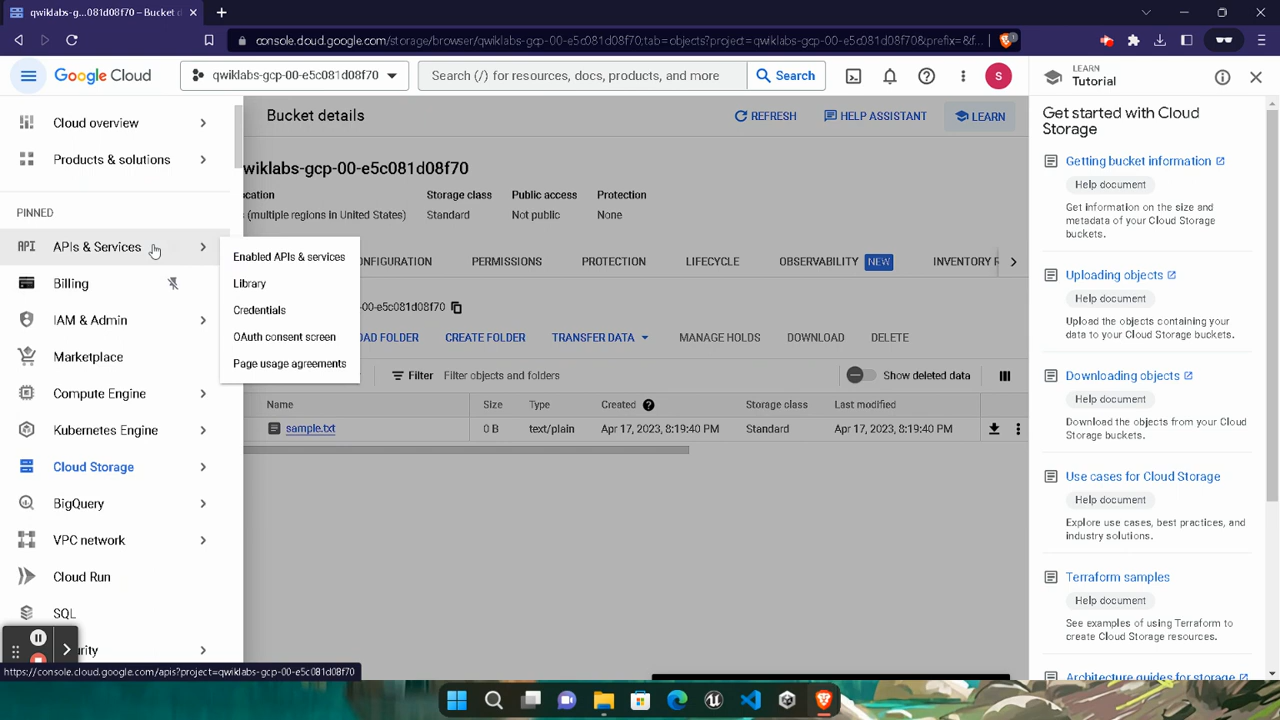 qwiklabs-g...081d08f70 – Bucket d
console.cloud.google.com/storage/browser/qwiklabs-gcp-00-e5c081d08f70;tab=objects?project=qwiklabs-gcp-00-e5c081d08f70&prefix=&f...
Google Cloud
qwiklabs-gcp-00-e5c081d08f70
Search (/) for resources, docs, products, and more
Search
S
Cloud overview
Products & solutions
PINNED
API APIs & Services
Billing
IAM & Admin
Marketplace
Compute Engine
Kubernetes Engine
Cloud Storage
BigQuery
VPC network
Cloud Run
SQL
urity
Enabled APIs & services
Library
Credentials
OAuth consent screen
Page usage agreements
Bucket details
REFRESH
HELP ASSISTANT
LEARN
wiklabs-gcp-00-e5c081d08f70
ocation Storage class Public access Protection
s (multiple regions in United States) Standard Not public None
ONFIGURATION PERMISSIONS PROTECTION LIFECYCLE OBSERVABILITY NEW INVENTORY R
-gcp-00-e5c081d08f70
OAD FOLDER CREATE FOLDER TRANSFER DATA MANAGE HOLDS DOWNLOAD DELETE
Filter Filter objects and folders Show deleted data
Name Size Type Created Storage class Last modified
sample.txt 0 B text/plain Apr 17, 2023, 8:19:40 PM Standard Apr 17, 2023, 8:19:40 PM
LEARN
Tutorial
Get started with Cloud
Storage
Getting bucket information
Help document
Get information on the size and
metadata of your Cloud Storage
buckets.
Uploading objects
Help document
Upload the objects containing your
data to your Cloud Storage buckets.
Downloading objects
Help document
Download the objects from your Cloud
Storage buckets.
Use cases for Cloud Storage
Help document
Explore use cases, best practices, and
industry solutions.
Terraform samples
Help document
See examples of using Terraform to
create Cloud Storage resources.
Architecture guides for storage
https://console.cloud.google.com/apis?project=qwiklabs-gcp-00-e5c081d08f70